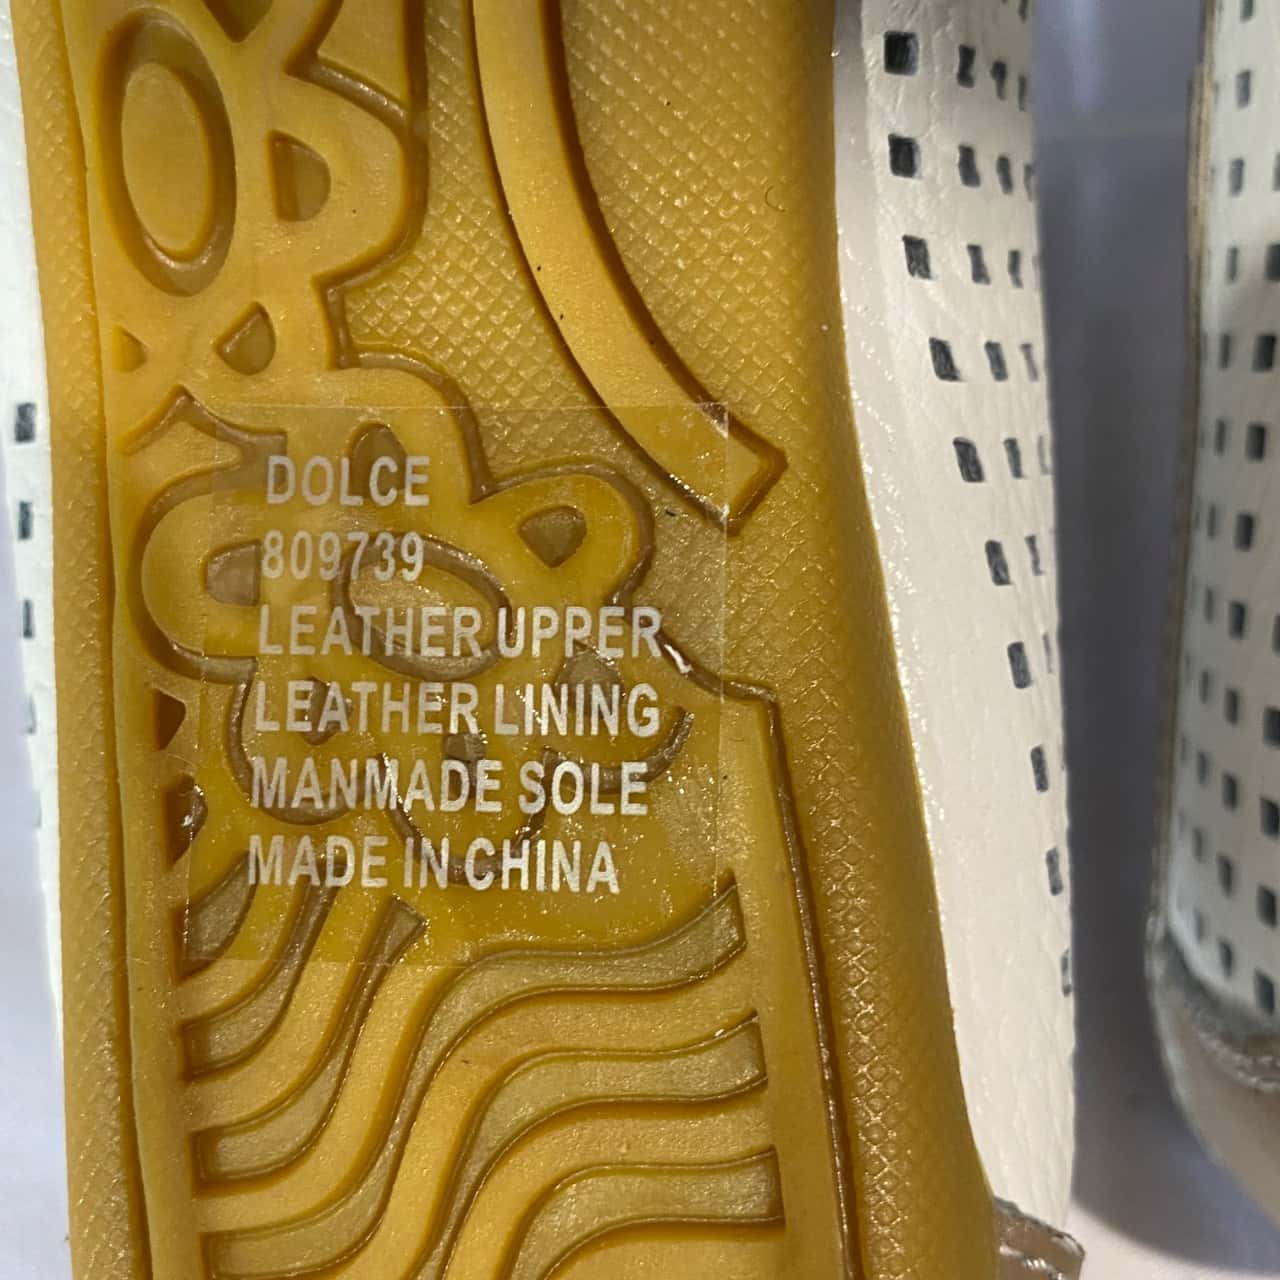 DOLCE
809739
LEATHER UPPER
LEATHER LINING
MANMADE SOLE
MADE IN CHINA